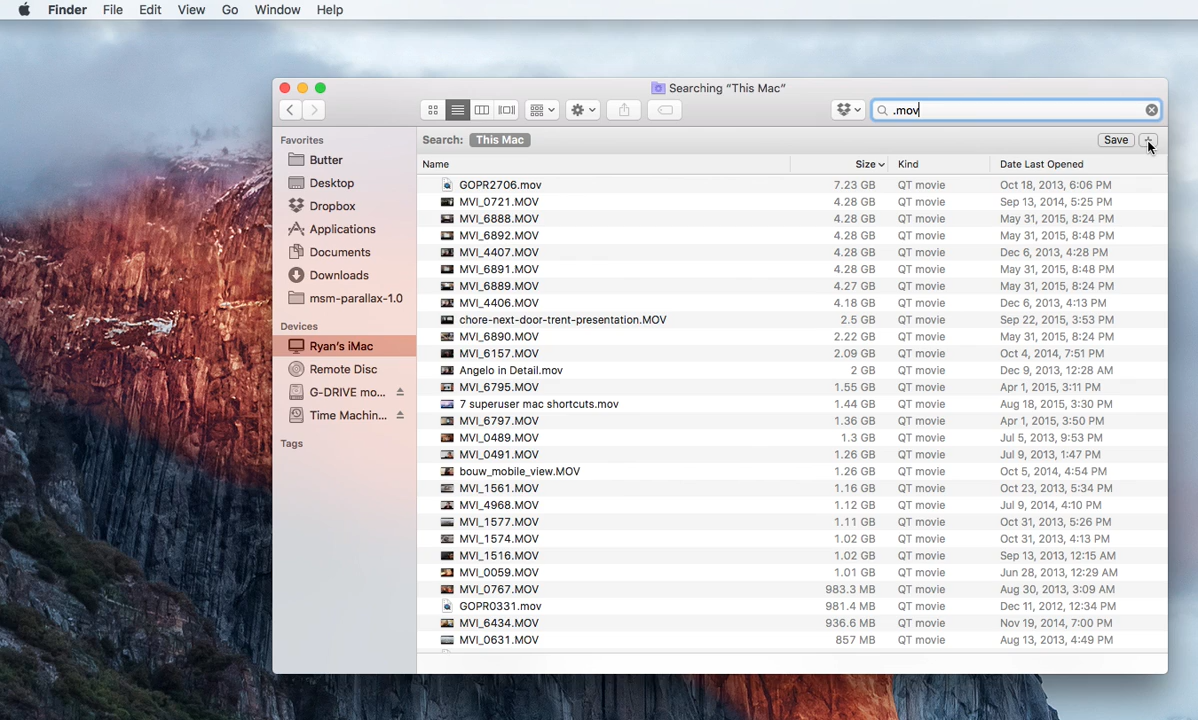 Finder File Edit View Go Window Help
Searching “This Mac”
.mov
Search: This Mac Save +
Favorites
Butter
Desktop
Dropbox
Applications
Documents
Downloads
msm-parallax-1.0
Devices
Ryan's iMac
Remote Disc
G-DRIVE mo...
Time Machin...
Tags
Name Size Kind Date Last Opened
GOPR2706.mov 7.23 GB QT movie Oct 18, 2013, 6:06 PM
MVI_0721.MOV 4.28 GB QT movie Sep 13, 2014, 5:25 PM
MVI_6888.MOV 4.28 GB QT movie May 31, 2015, 8:24 PM
MVI_6892.MOV 4.28 GB QT movie May 31, 2015, 8:48 PM
MVI_4407.MOV 4.28 GB QT movie Dec 6, 2013, 4:28 PM
MVI_6891.MOV 4.28 GB QT movie May 31, 2015, 8:48 PM
MVI_6889.MOV 4.27 GB QT movie May 31, 2015, 8:24 PM
MVI_4406.MOV 4.18 GB QT movie Dec 6, 2013, 4:13 PM
chore-next-door-trent-presentation.MOV 2.5 GB QT movie Sep 22, 2015, 3:53 PM
MVI_6890.MOV 2.22 GB QT movie May 31, 2015, 8:24 PM
MVI_6157.MOV 2.09 GB QT movie Oct 4, 2014, 7:51 PM
Angelo in Detail.mov 2 GB QT movie Dec 9, 2013, 12:28 AM
MVI_6795.MOV 1.55 GB QT movie Apr 1, 2015, 3:11 PM
7 superuser mac shortcuts.mov 1.44 GB QT movie Aug 18, 2015, 3:30 PM
MVI_6797.MOV 1.36 GB QT movie Apr 1, 2015, 3:50 PM
MVI_0489.MOV 1.3 GB QT movie Jul 5, 2013, 9:53 PM
MVI_0491.MOV 1.26 GB QT movie Jul 9, 2013, 1:47 PM
bouw_mobile_view.MOV 1.26 GB QT movie Oct 5, 2014, 4:54 PM
MVI_1561.MOV 1.16 GB QT movie Oct 23, 2013, 5:34 PM
MVI_4968.MOV 1.12 GB QT movie Jul 9, 2014, 4:10 PM
MVI_1577.MOV 1.11 GB QT movie Oct 31, 2013, 5:26 PM
MVI_1574.MOV 1.02 GB QT movie Oct 31, 2013, 4:13 PM
MVI_1516.MOV 1.02 GB QT movie Sep 13, 2013, 12:15 AM
MVI_0059.MOV 1.01 GB QT movie Jun 28, 2013, 12:29 AM
MVI_0767.MOV 983.3 MB QT movie Aug 30, 2013, 3:09 AM
GOPR0331.mov 981.4 MB QT movie Dec 11, 2012, 12:34 PM
MVI_6434.MOV 936.6 MB QT movie Nov 19, 2014, 7:00 PM
MVI_0631.MOV 857 MB QT movie Aug 13, 2013, 4:49 PM